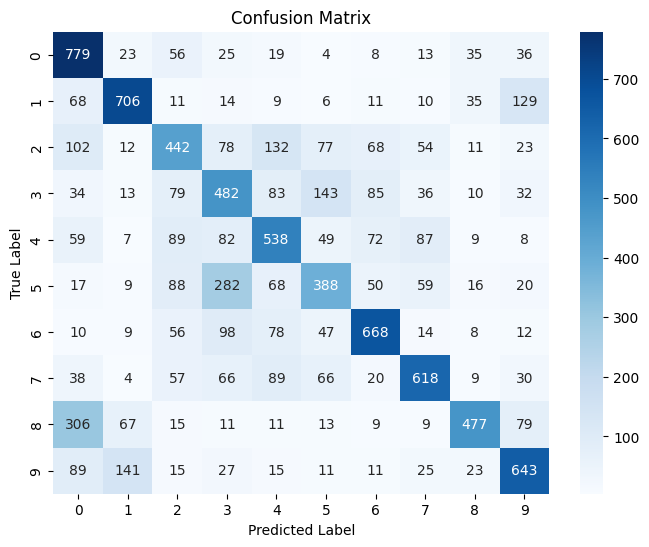 Confusion Matrix
0 779 23 56 25 19 4 8 13 35 36
1 68 706 11 14 9 6 11 10 35 129
2 102 12 442 78 132 77 68 54 11 23
3 34 13 79 482 83 143 85 36 10 32
4 59 7 89 82 538 49 72 87 9 8
5 17 9 88 282 68 388 50 59 16 20
6 10 9 56 98 78 47 668 14 8 12
7 38 4 57 66 89 66 20 618 9 30
8 306 67 15 11 11 13 9 9 477 79
9 89 141 15 27 15 11 11 25 23 643
0 1 2 3 4 5 6 7 8 9
Predicted Label
True Label
700
600
500
400
300
200
100